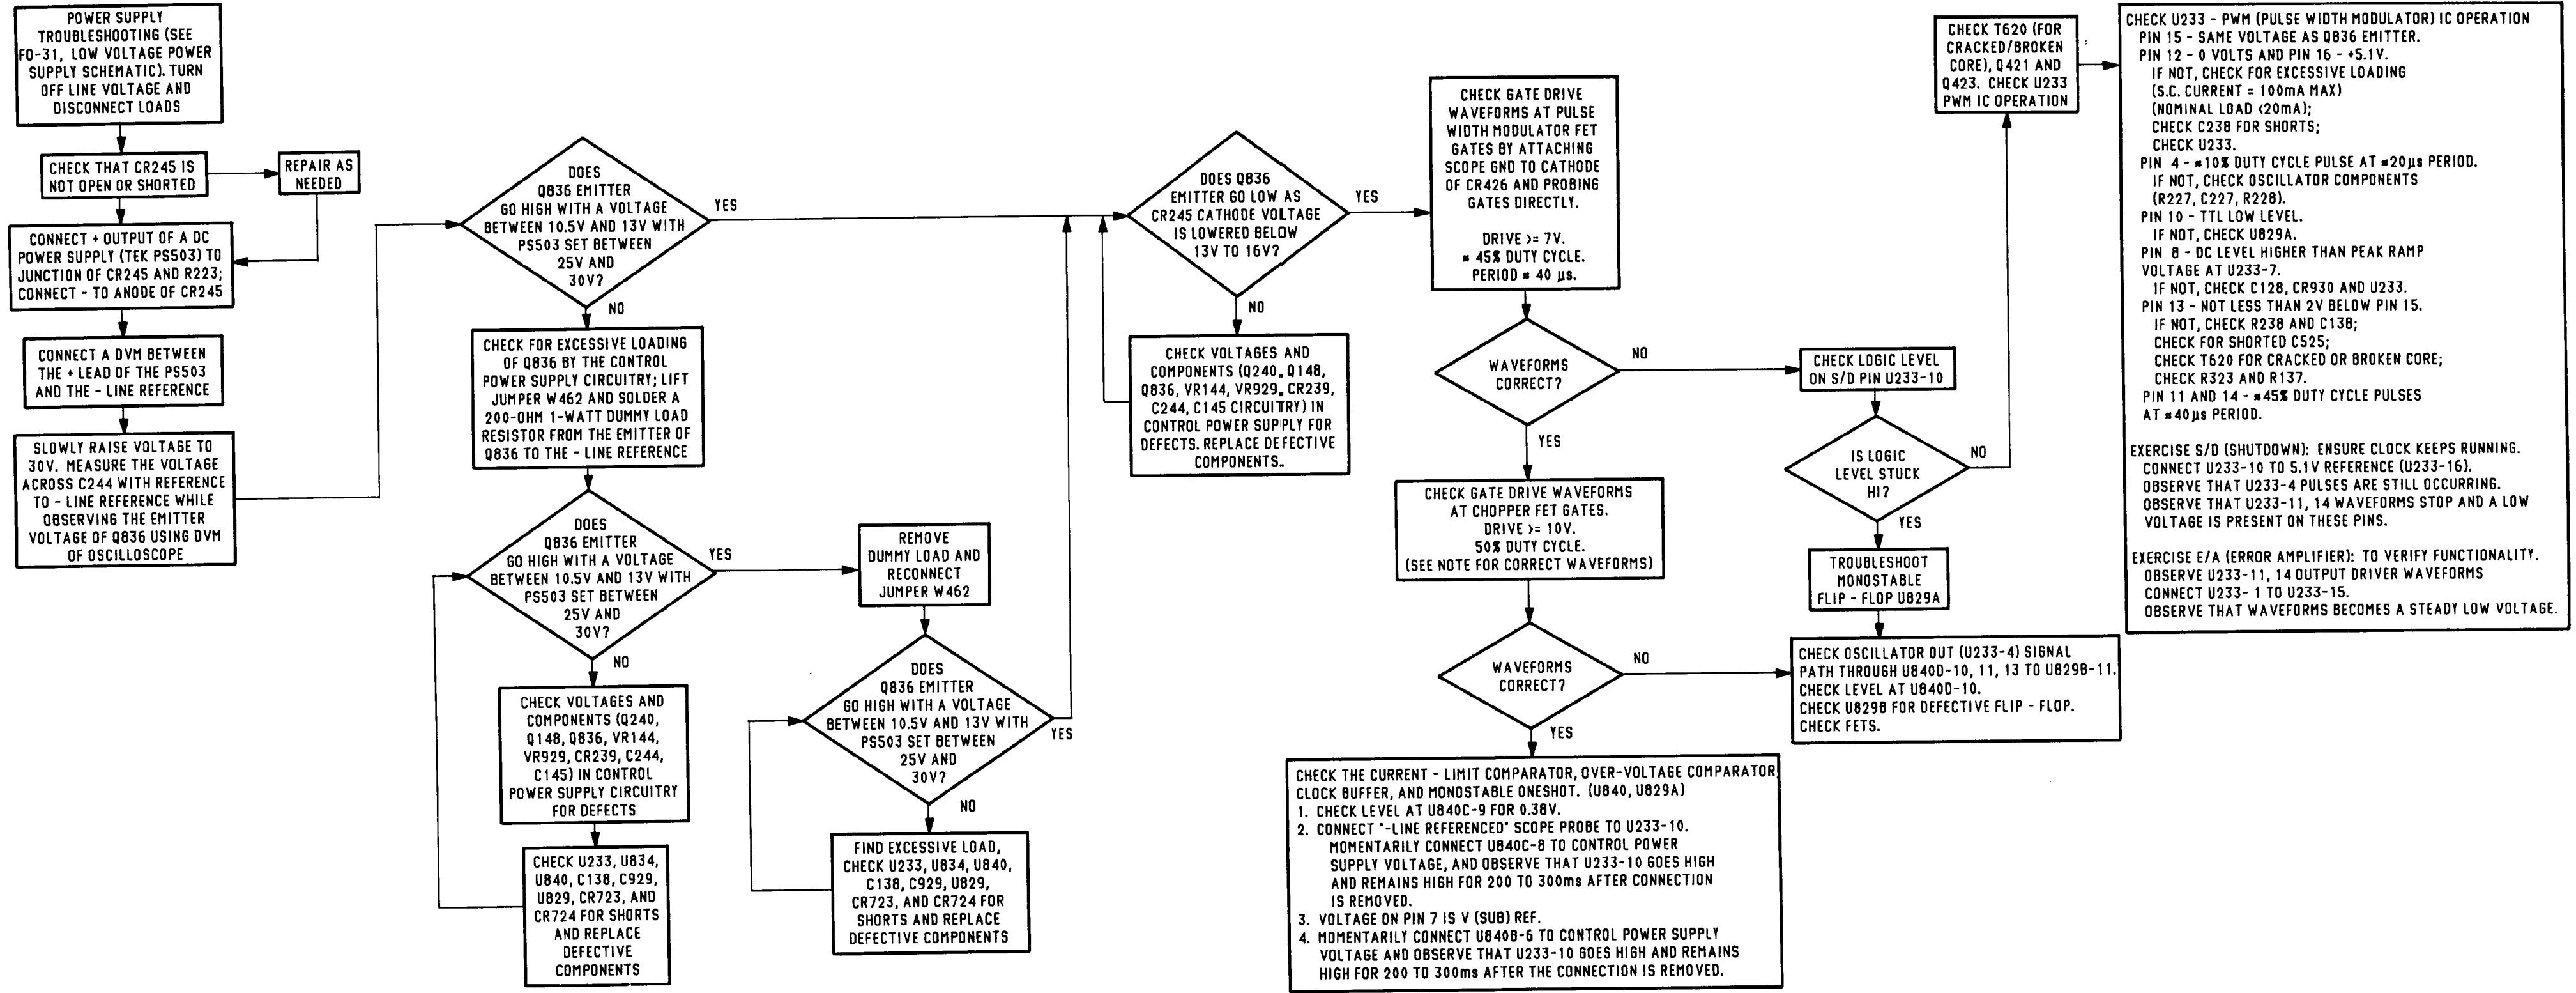 POWER SUPPLY
TROUBLESHOOTING (SEE
FO-31, LOW VOLTAGE POWER
SUPPLY SCHEMATIC). TURN
OFF LINE VOLTAGE AND
DISCONNECT LOADS
CHECK THAT CR245 IS
NOT OPEN OR SHORTED
REPAIR AS
NEEDED
CONNECT + OUTPUT OF A DC
POWER SUPPLY (TEK PS503) TO
JUNCTION OF CR245 AND R223;
CONNECT - TO ANODE OF CR245
CONNECT A DVM BETWEEN
THE + LEAD OF THE PS503
AND THE - LINE REFERENCE
SLOWLY RAISE VOLTAGE TO
30V. MEASURE THE VOLTAGE
ACROSS C244 WITH REFERENCE
TO - LINE REFERENCE WHILE
OBSERVING THE EMITTER
VOLTAGE OF Q836 USING DVM
OF OSCILLOSCOPE
DOES
Q836 EMITTER
GO HIGH WITH A VOLTAGE
BETWEEN 10.5V AND 13V WITH
PS503 SET BETWEEN
25V AND
30V?
YES
NO
CHECK FOR EXCESSIVE LOADING
OF Q836 BY THE CONTROL
POWER SUPPLY CIRCUITRY; LIFT
JUMPER W462 AND SOLDER A
200-OHM 1-WATT DUMMY LOAD
RESISTOR FROM THE EMITTER OF
Q836 TO THE - LINE REFERENCE
DOES
Q836 EMITTER
GO HIGH WITH A VOLTAGE
BETWEEN 10.5V AND 13V WITH
PS503 SET BETWEEN
25V AND
30V?
YES
NO
CHECK VOLTAGES AND
COMPONENTS (Q240,
Q148, Q836, VR144,
VR929, CR239, C244,
C145) IN CONTROL
POWER SUPPLY CIRCUITRY
FOR DEFECTS
CHECK U233, U834,
U840, C138, C929,
U829, CR723, AND
CR724 FOR SHORTS
AND REPLACE
DEFECTIVE
COMPONENTS
REMOVE
DUMMY LOAD AND
RECONNECT
JUMPER W462
DOES
Q836 EMITTER
GO HIGH WITH A VOLTAGE
BETWEEN 10.5V AND 13V WITH
PS503 SET BETWEEN
25V AND
30V?
YES
NO
FIND EXCESSIVE LOAD,
CHECK U233, U834, U840,
C138, C929, U829,
CR723, AND CR724 FOR
SHORTS AND REPLACE
DEFECTIVE COMPONENTS
DOES Q836
EMITTER GO LOW AS
CR245 CATHODE VOLTAGE
IS LOWERED BELOW
13V TO 16V?
YES
NO
CHECK VOLTAGES AND
COMPONENTS (Q240, Q148,
Q836, VR144, VR929, CR239,
C244, C145 CIRCUITRY) IN
CONTROL POWER SUPPLY FOR
DEFECTS. REPLACE DEFECTIVE
COMPONENTS.
CHECK GATE DRIVE
WAVEFORMS AT PULSE
WIDTH MODULATOR FET
GATES BY ATTACHING
SCOPE GND TO CATHODE
OF CR426 AND PROBING
GATES DIRECTLY.
DRIVE >= 7V.
≈ 45% DUTY CYCLE.
PERIOD ≈ 40 µs.
WAVEFORMS
CORRECT?
NO
YES
CHECK GATE DRIVE WAVEFORMS
AT CHOPPER FET GATES.
DRIVE >= 10V.
50% DUTY CYCLE.
(SEE NOTE FOR CORRECT WAVEFORMS)
WAVEFORMS
CORRECT?
NO
YES
CHECK THE CURRENT - LIMIT COMPARATOR, OVER-VOLTAGE COMPARATOR
CLOCK BUFFER, AND MONOSTABLE ONESHOT. (U840, U829A)
1. CHECK LEVEL AT U840C-9 FOR 0.38V.
2. CONNECT "-LINE REFERENCED" SCOPE PROBE TO U233-10.
MOMENTARILY CONNECT U840C-8 TO CONTROL POWER
SUPPLY VOLTAGE, AND OBSERVE THAT U233-10 GOES HIGH
AND REMAINS HIGH FOR 200 TO 300ms AFTER CONNECTION
IS REMOVED.
3. VOLTAGE ON PIN 7 IS V (SUB) REF.
4. MOMENTARILY CONNECT U840B-6 TO CONTROL POWER SUPPLY
VOLTAGE AND OBSERVE THAT U233-10 GOES HIGH AND REMAINS
HIGH FOR 200 TO 300ms AFTER THE CONNECTION IS REMOVED.
CHECK LOGIC LEVEL
ON S/D PIN U233-10
IS LOGIC
LEVEL STUCK
HI?
NO
YES
TROUBLESHOOT
MONOSTABLE
FLIP - FLOP U829A
CHECK OSCILLATOR OUT (U233-4) SIGNAL
PATH THROUGH U840D-10, 11, 13 TO U829B-11.
CHECK LEVEL AT U840D-10.
CHECK U829B FOR DEFECTIVE FLIP - FLOP.
CHECK FETS.
CHECK T620 (FOR
CRACKED/BROKEN
CORE), Q421 AND
Q423. CHECK U233
PWM IC OPERATION
CHECK U233 - PWM (PULSE WIDTH MODULATOR) IC OPERATION
PIN 15 - SAME VOLTAGE AS Q836 EMITTER.
PIN 12 - 0 VOLTS AND PIN 16 - +5.1V.
IF NOT, CHECK FOR EXCESSIVE LOADING
(S.C. CURRENT = 100mA MAX)
(NOMINAL LOAD <20mA);
CHECK C238 FOR SHORTS;
CHECK U233.
PIN 4 - ≈10% DUTY CYCLE PULSE AT ≈20µs PERIOD.
IF NOT, CHECK OSCILLATOR COMPONENTS
(R227, C227, R228).
PIN 10 - TTL LOW LEVEL.
IF NOT, CHECK U829A.
PIN 8 - DC LEVEL HIGHER THAN PEAK RAMP
VOLTAGE AT U233-7.
IF NOT, CHECK C128, CR930 AND U233.
PIN 13 - NOT LESS THAN 2V BELOW PIN 15.
IF NOT, CHECK R238 AND C138;
CHECK FOR SHORTED C525;
CHECK T620 FOR CRACKED OR BROKEN CORE;
CHECK R323 AND R137.
PIN 11 AND 14 - ≈45% DUTY CYCLE PULSES
AT ≈40µs PERIOD.
EXERCISE S/D (SHUTDOWN): ENSURE CLOCK KEEPS RUNNING.
CONNECT U233-10 TO 5.1V REFERENCE (U233-16).
OBSERVE THAT U233-4 PULSES ARE STILL OCCURRING.
OBSERVE THAT U233-11, 14 WAVEFORMS STOP AND A LOW
VOLTAGE IS PRESENT ON THESE PINS.
EXERCISE E/A (ERROR AMPLIFIER): TO VERIFY FUNCTIONALITY.
OBSERVE U233-11, 14 OUTPUT DRIVER WAVEFORMS
CONNECT U233- 1 TO U233-15.
OBSERVE THAT WAVEFORMS BECOMES A STEADY LOW VOLTAGE.